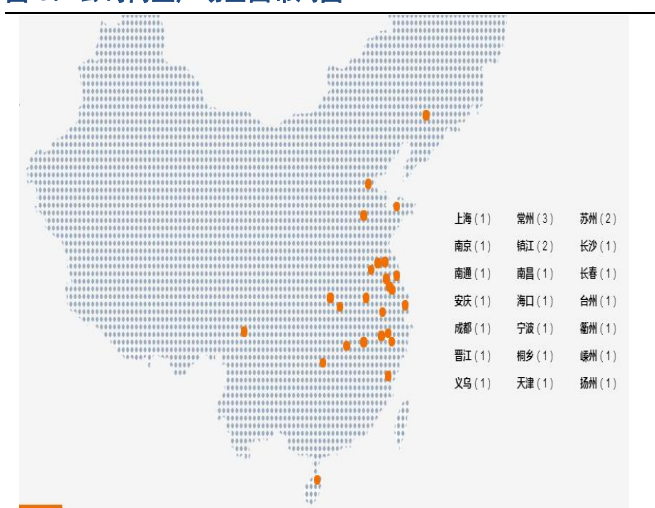 上海（1） 常州（3） 苏州（2）
南京（1） 镇江（2） 长沙（1）
南通（1） 南昌（1） 长春（1）
安庆（1） 海口（1） 台州（1）
成都（1） 宁波（1） 衢州（1）
晋江（1） 桐乡（1） 嵊州（1）
义乌（1） 天津（1） 扬州（1）